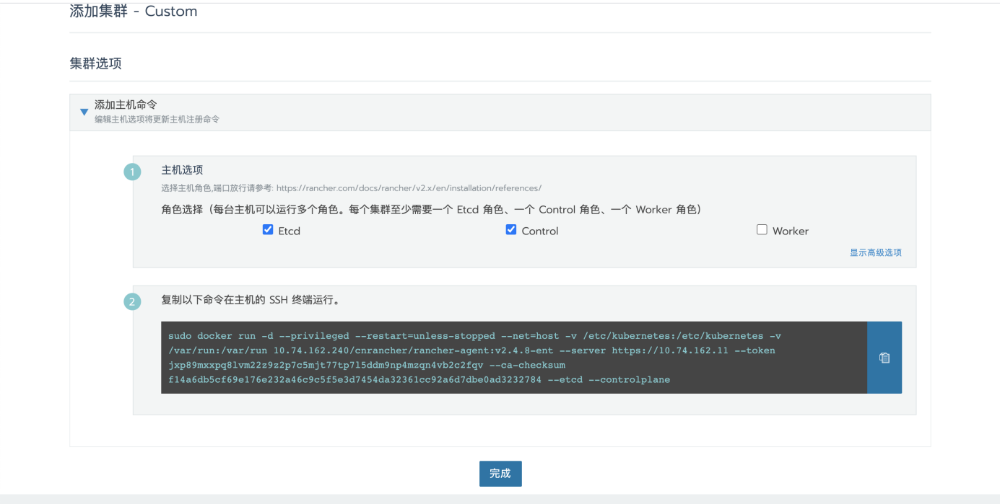 添加集群 - Custom
集群选项
添加主机命令
编辑主机选项将更新主机注册命令
1
主机选项
选择主机角色,端口放行请参考: https://rancher.com/docs/rancher/v2.x/en/installation/references/
角色选择（每台主机可以运行多个角色。每个集群至少需要一个 Etcd 角色、一个 Control 角色、一个 Worker 角色）
Etcd
Control
Worker
显示高级选项
2
复制以下命令在主机的 SSH 终端运行。
sudo docker run -d --privileged --restart=unless-stopped --net=host -v /etc/kubernetes:/etc/kubernetes -v
/var/run:/var/run 10.74.162.240/cnrancher/rancher-agent:v2.4.8-ent --server https://10.74.162.11 --token
jxp89mxxpq8lvm22z9z2p7c5mjt77tp7l5ddm9np4mzqn4vb2c2fqv --ca-checksum
f14a6db5cf69e176e232a46c9c5f5e3d7454da32361cc92a6d7dbe0ad3232784 --etcd --controlplane
完成